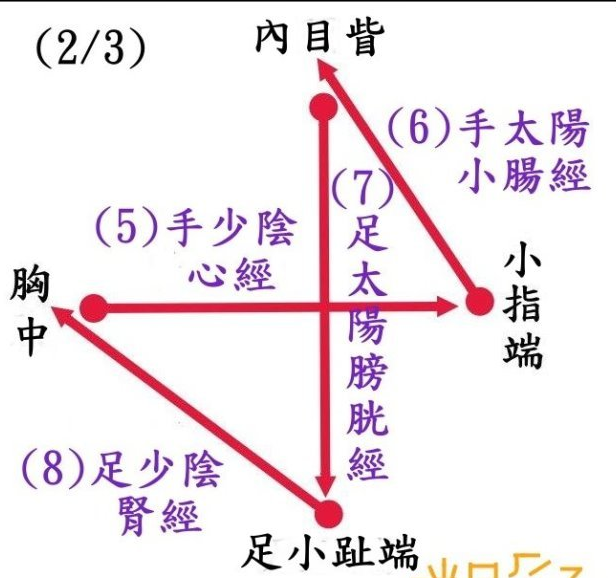 (2/3)
內目眥
(6)手太陽
小腸經
(7)
足
太
陽
膀
胱
經
(5)手少陰
心經
小
指
端
胸
中
(8)足少陰
腎經
足小趾端